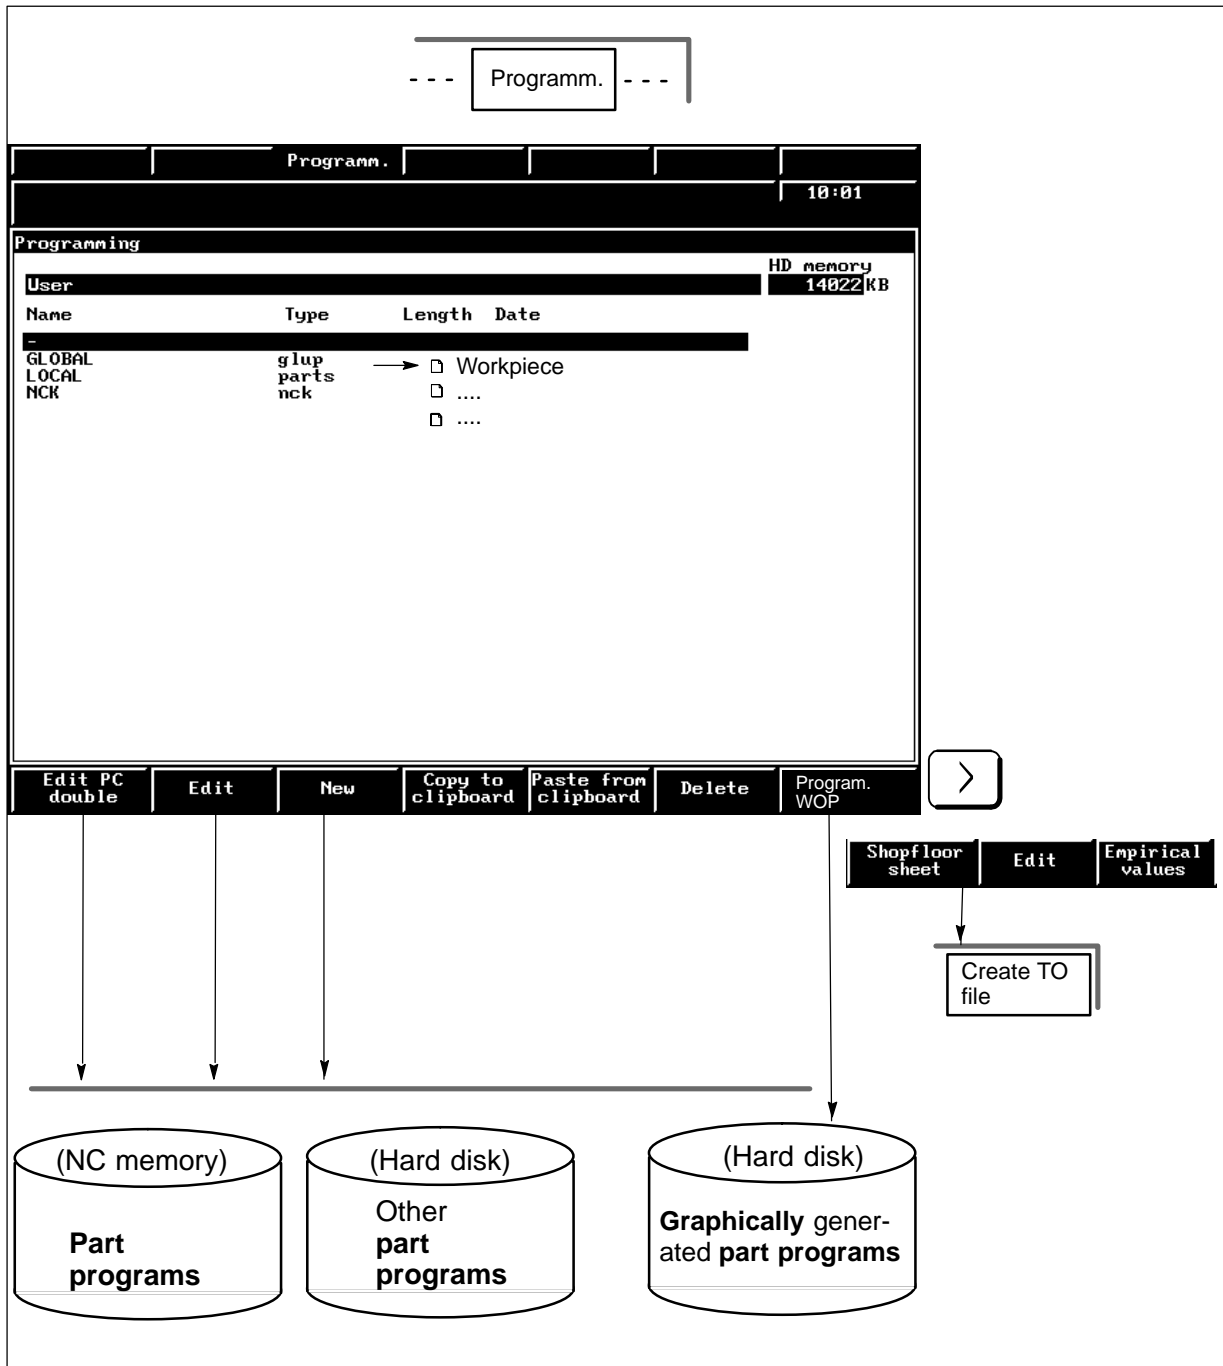 - - - Programm. - - -
Programm.
10:01
Programming
HD memory
User 14022 KB
Name Type Length Date
-
GLOBAL glup Workpiece
LOCAL parts
NCK nck ....
....
Edit PC double
Edit
New
Copy to clipboard
Paste from clipboard
Delete
Program. WOP
>
Shopfloor sheet
Edit
Empirical values
Create TO
file
(NC memory)
Part
programs
(Hard disk)
Other
part
programs
(Hard disk)
Graphically gener-
ated part programs